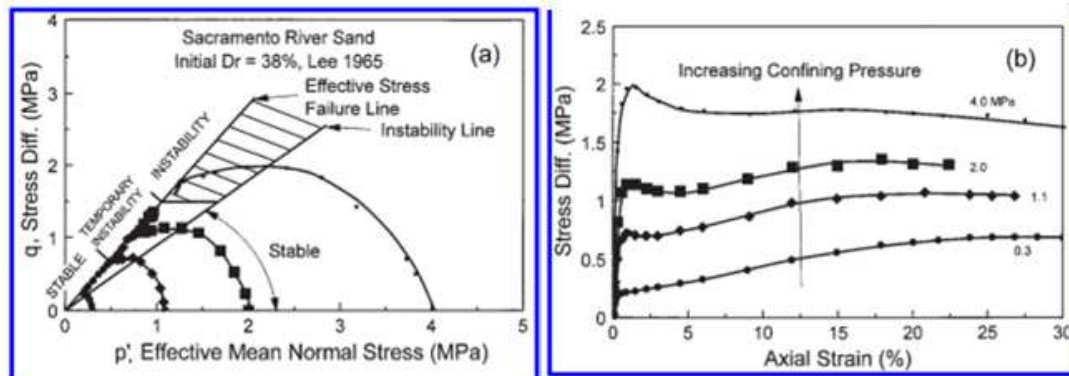 (a)
Sacramento River Sand
Initial Dr = 38%, Lee 1965
Effective Stress
Failure Line
Instability Line
INSTABILITY
TEMPORARY
INSTABILITY
STABLE
Stable
q, Stress Diff. (MPa)
4
3
2
1
0
0 1 2 3 4 5
p', Effective Mean Normal Stress (MPa)
(b)
Increasing Confining Pressure
4.0 MPa
2.0
1.1
0.3
Stress Diff. (MPa)
2.5
2
1.5
1
0.5
0
0 5 10 15 20 25 30
Axial Strain (%)